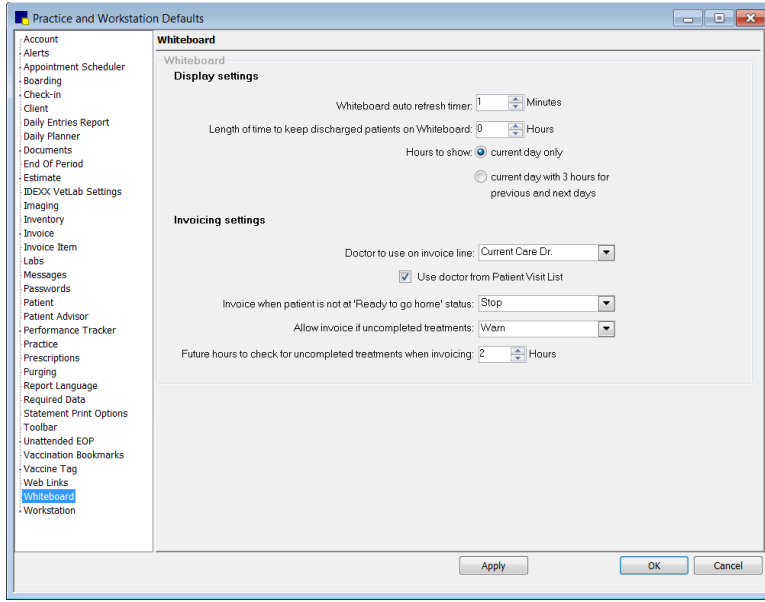 Practice and Workstation Defaults
Account
Alerts
Appointment Scheduler
Boarding
Check-in
Client
Daily Entries Report
Daily Planner
Documents
End Of Period
Estimate
IDEXX VetLab Settings
Imaging
Inventory
Invoice
Invoice Item
Labs
Messages
Passwords
Patient
Patient Advisor
Performance Tracker
Practice
Prescriptions
Purging
Report Language
Required Data
Statement Print Options
Toolbar
Unattended EOP
Vaccination Bookmarks
Vaccine Tag
Web Links
Whiteboard
Workstation
Whiteboard
Whiteboard
Display settings
Whiteboard auto refresh timer: 1 Minutes
Length of time to keep discharged patients on Whiteboard: 0 Hours
Hours to show: current day only
current day with 3 hours for
previous and next days
Invoicing settings
Doctor to use on invoice line: Current Care Dr.
Use doctor from Patient Visit List
Invoice when patient is not at 'Ready to go home' status: Stop
Allow invoice if uncompleted treatments: Warn
Future hours to check for uncompleted treatments when invoicing: 2 Hours
Apply OK Cancel